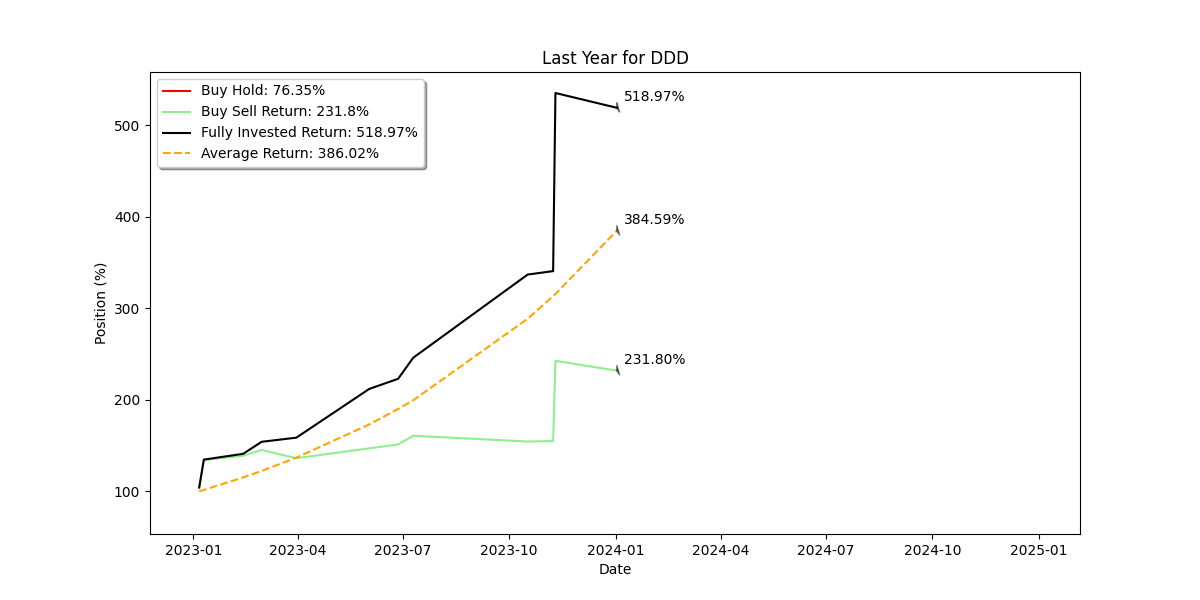 Last Year for DDD
Buy Hold: 76.35%
Buy Sell Return: 231.8%
Fully Invested Return: 518.97%
Average Return: 386.02%
518.97%
384.59%
231.80%
500
400
300
200
100
Position (%)
2023-01 2023-04 2023-07 2023-10 2024-01 2024-04 2024-07 2024-10 2025-01
Date